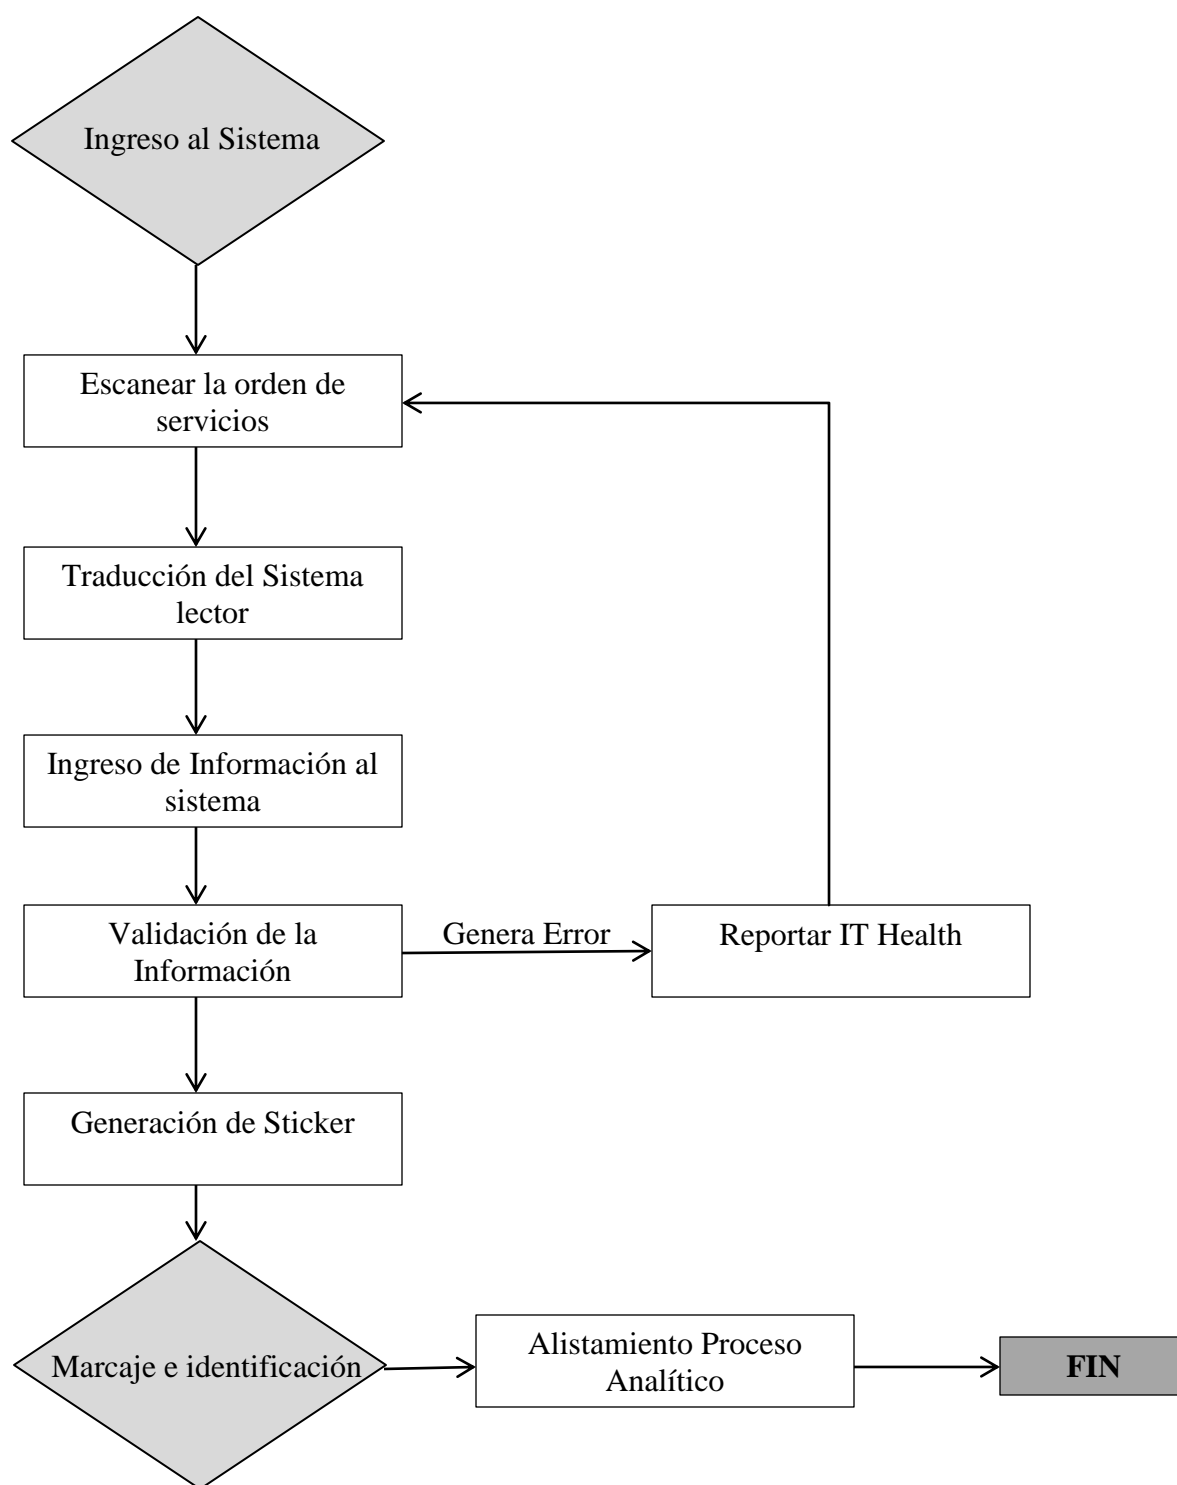 Ingreso al Sistema
Escanear la orden de
servicios
Traducción del Sistema
lector
Ingreso de Información al
sistema
Validación de la
Información
Genera Error
Reportar IT Health
Generación de Sticker
Marcaje e identificación
Alistamiento Proceso
Analítico
FIN